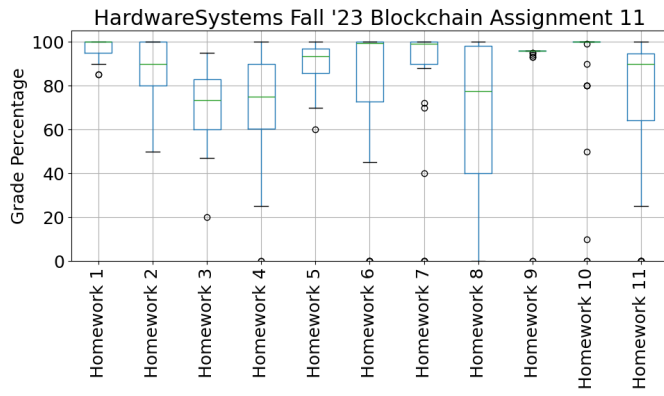 HardwareSystems Fall '23 Blockchain Assignment 11
Grade Percentage
100
80
60
40
20
0
Homework 1
Homework 2
Homework 3
Homework 4
Homework 5
Homework 6
Homework 7
Homework 8
Homework 9
Homework 10
Homework 11